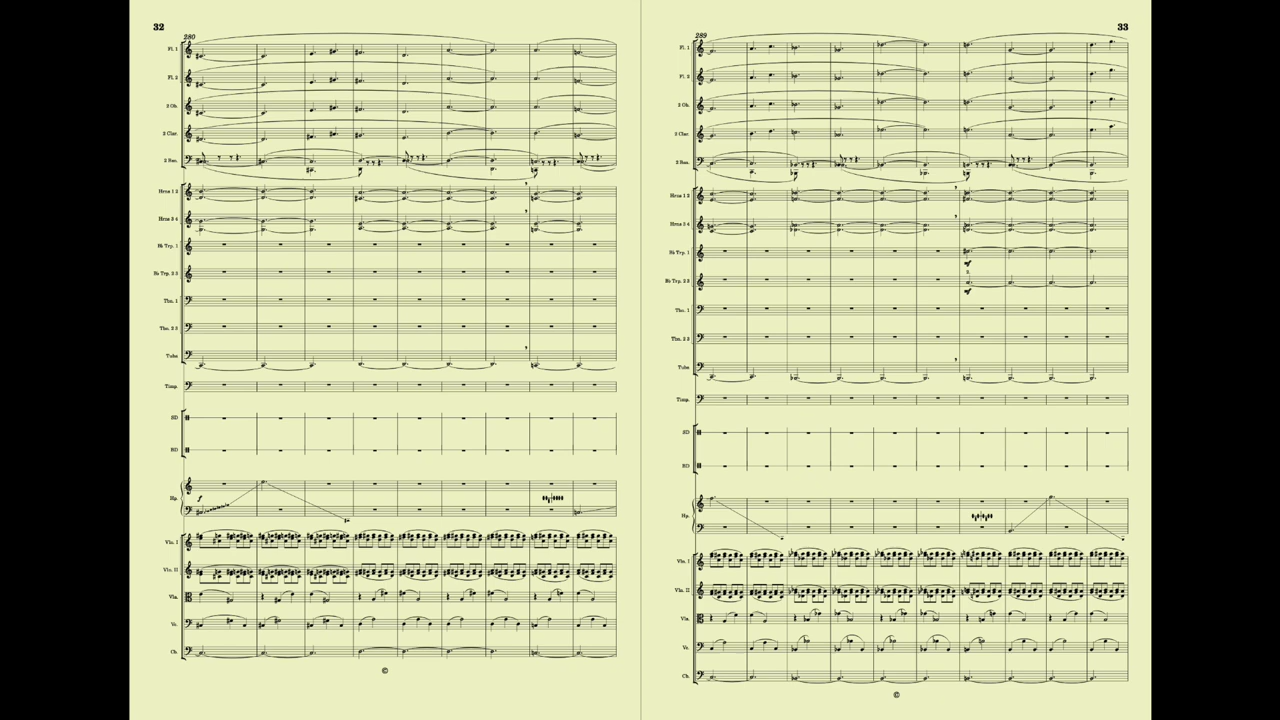 32
280
Fl. 1
Fl. 2
2 Ob.
2 Clar.
2 Bsn.
Hrns 1 2
Hrns 3 4
Bb Trp. 1
Bb Trp. 2 3
Tbn. 1
Tbn. 2 3
Tuba
Timp.
SD
BD
Hp.
f
Vln. I
Vln. II
Vla.
Vc.
Cb.
©
33
289
Fl. 1
Fl. 2
2 Ob.
2 Clar.
2 Bsn.
Hrns 1 2
Hrns 3 4
Bb Trp. 1
mf
Bb Trp. 2 3
2.
mf
Tbn. 1
Tbn. 2 3
Tuba
Timp.
SD
BD
Hp.
Vln. I
Vln. II
Vla.
Vc.
Cb.
©